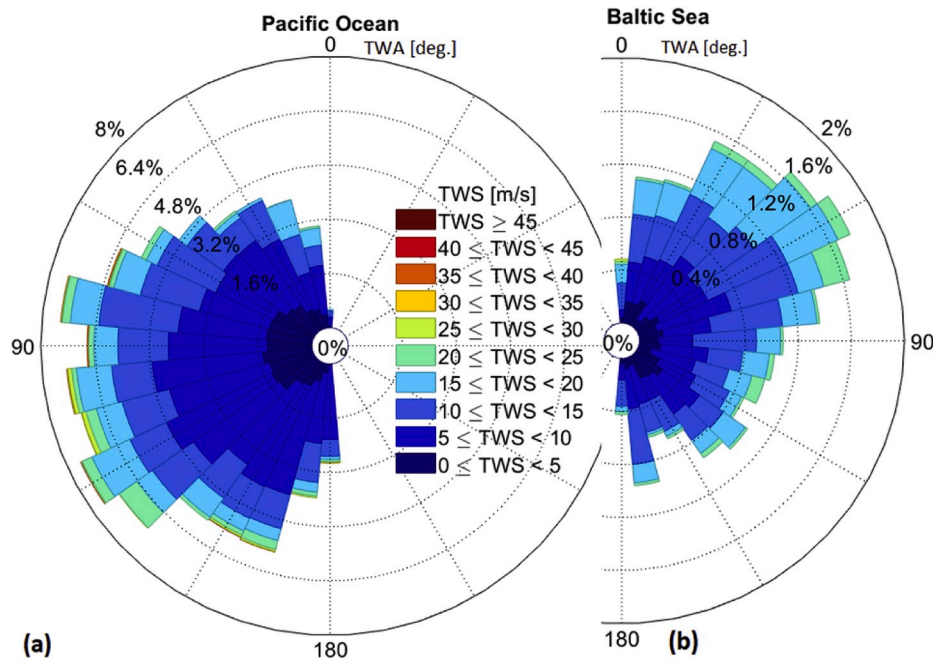 Pacific Ocean
0 TWA [deg.]
8%
6.4%
4.8%
3.2%
1.6%
0%
90
180
(a)
TWS [m/s]
TWS ≥ 45
40 ≤ TWS < 45
35 ≤ TWS < 40
30 ≤ TWS < 35
25 ≤ TWS < 30
20 ≤ TWS < 25
15 ≤ TWS < 20
10 ≤ TWS < 15
5 ≤ TWS < 10
0 ≤ TWS < 5
Baltic Sea
0 TWA [deg.]
2%
1.6%
1.2%
0.8%
0.4%
0%
90
180
(b)